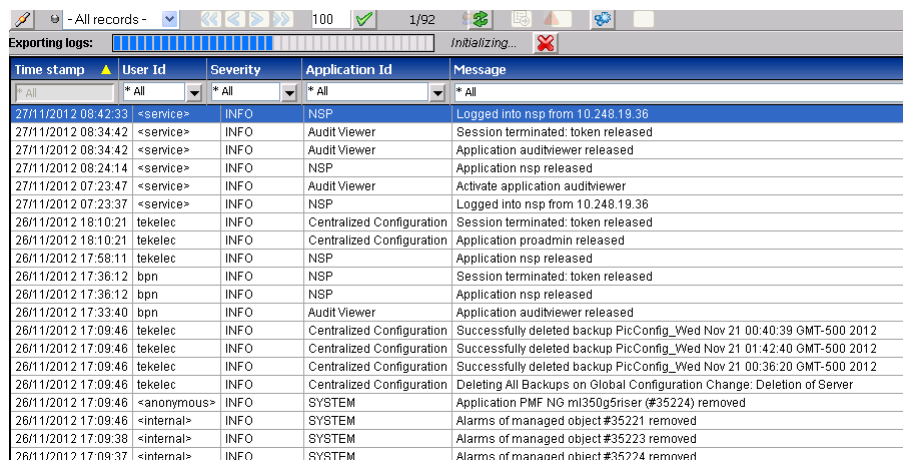 - All records - 100 1/92
Exporting logs: Initializing...
Time stamp User Id Severity Application Id Message
* All * All * All * All * All
27/11/2012 08:42:33 <service> INFO NSP Logged into nsp from 10.248.19.36
27/11/2012 08:34:42 <service> INFO Audit Viewer Session terminated: token released
27/11/2012 08:34:42 <service> INFO Audit Viewer Application auditviewer released
27/11/2012 08:24:14 <service> INFO NSP Application nsp released
27/11/2012 07:23:47 <service> INFO Audit Viewer Activate application auditviewer
27/11/2012 07:23:37 <service> INFO NSP Logged into nsp from 10.248.19.36
26/11/2012 18:10:21 tekelec INFO Centralized Configuration Session terminated: token released
26/11/2012 18:10:21 tekelec INFO Centralized Configuration Application proadmin released
26/11/2012 17:58:11 tekelec INFO NSP Application nsp released
26/11/2012 17:36:12 bpn INFO NSP Session terminated: token released
26/11/2012 17:36:12 bpn INFO NSP Application nsp released
26/11/2012 17:33:40 bpn INFO Audit Viewer Application auditviewer released
26/11/2012 17:09:46 tekelec INFO Centralized Configuration Successfully deleted backup PicConfig_Wed Nov 21 00:40:39 GMT-500 2012
26/11/2012 17:09:46 tekelec INFO Centralized Configuration Successfully deleted backup PicConfig_Wed Nov 21 01:42:40 GMT-500 2012
26/11/2012 17:09:46 tekelec INFO Centralized Configuration Successfully deleted backup PicConfig_Wed Nov 21 00:36:20 GMT-500 2012
26/11/2012 17:09:46 tekelec INFO Centralized Configuration Deleting All Backups on Global Configuration Change: Deletion of Server
26/11/2012 17:09:46 <anonymous> INFO SYSTEM Application PMF NG ml350g5riser (#35224) removed
26/11/2012 17:09:46 <internal> INFO SYSTEM Alarms of managed object #35221 removed
26/11/2012 17:09:38 <internal> INFO SYSTEM Alarms of managed object #35223 removed
26/11/2012 17:09:37 <internal> INFO SYSTEM Alarms of managed object #35224 removed